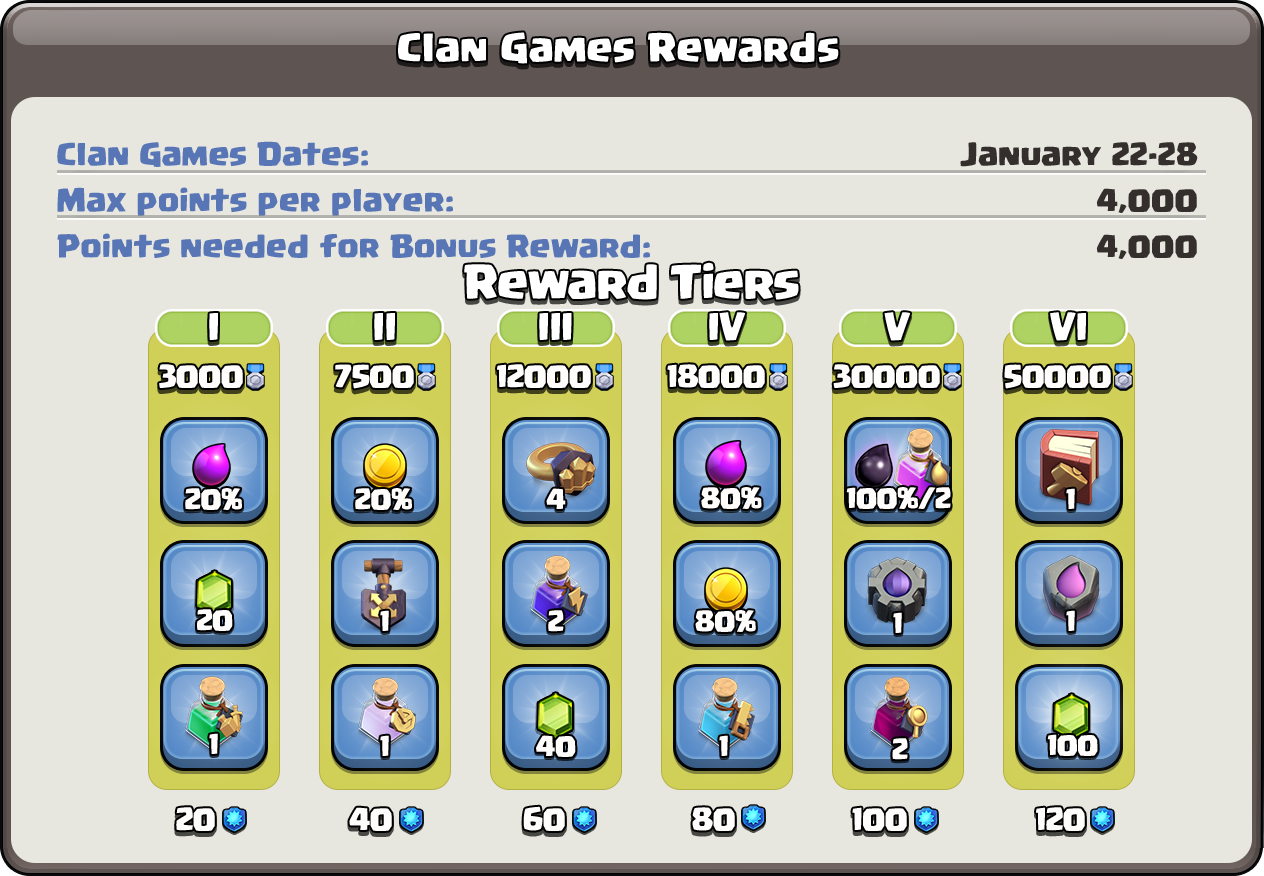 Clan Games Rewards
Clan Games Dates: January 22-28
Max points per player: 4,000
Points needed for Bonus Reward: 4,000
Reward Tiers
I II III IV V VI
3000 7500 12000 18000 30000 50000
20% 20% 4 80% 100%/2 1
20 1 2 80% 1 1
1 1 40 1 2 100
20 40 60 80 100 120